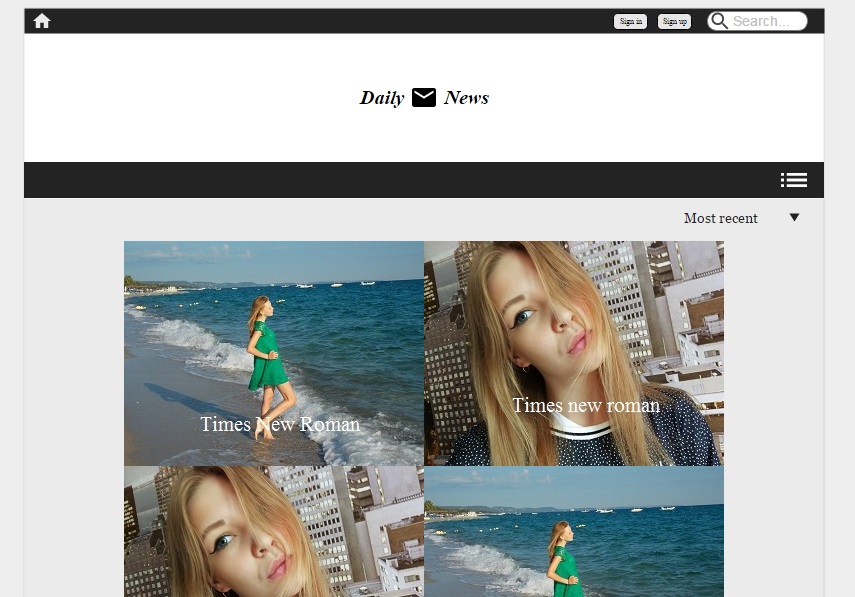 Sign in Sign up Search...
Daily News
Most recent
Times New Roman
Times new roman